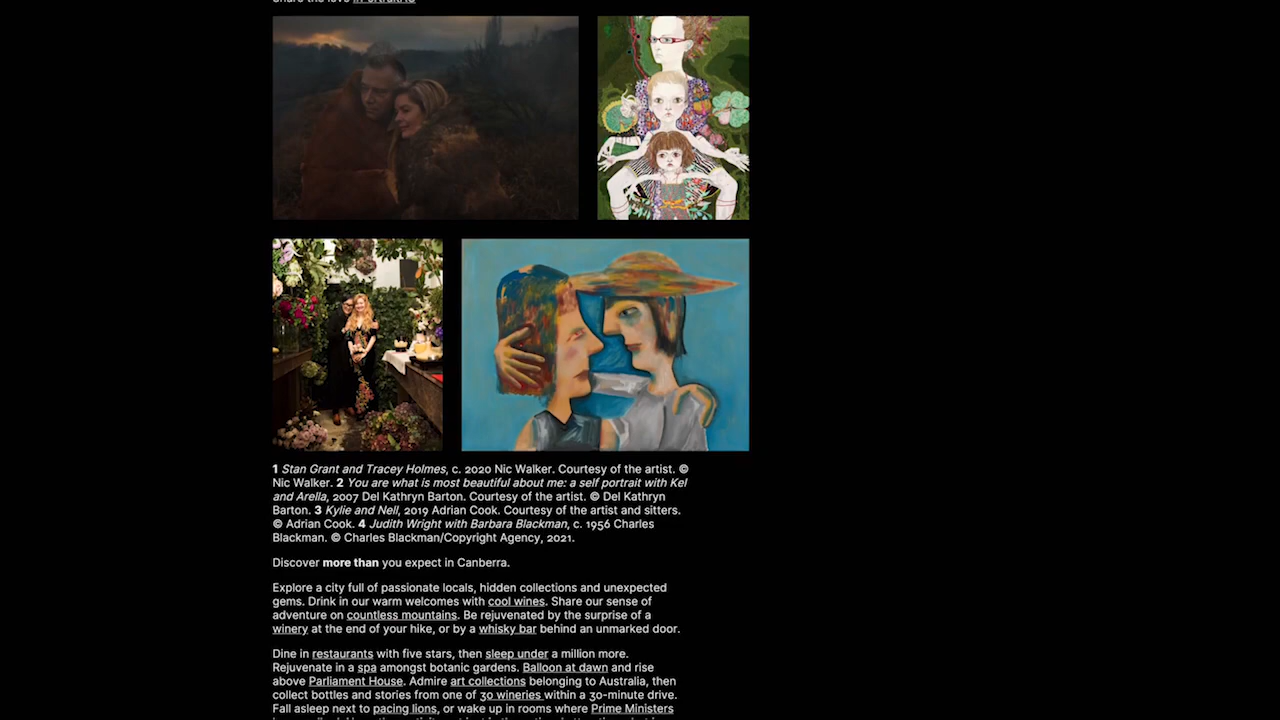 1 Stan Grant and Tracey Holmes, c. 2020 Nic Walker. Courtesy of the artist. ©
Nic Walker. 2 You are what is most beautiful about me: a self portrait with Kel
and Arella, 2007 Del Kathryn Barton. Courtesy of the artist. © Del Kathryn
Barton. 3 Kylie and Nell, 2019 Adrian Cook. Courtesy of the artist and sitters.
© Adrian Cook. 4 Judith Wright with Barbara Blackman, c. 1956 Charles
Blackman. © Charles Blackman/Copyright Agency, 2021.
Discover more than you expect in Canberra.
Explore a city full of passionate locals, hidden collections and unexpected
gems. Drink in our warm welcomes with cool wines. Share our sense of
adventure on countless mountains. Be rejuvenated by the surprise of a
winery at the end of your hike, or by a whisky bar behind an unmarked door.
Dine in restaurants with five stars, then sleep under a million more.
Rejuvenate in a spa amongst botanic gardens. Balloon at dawn and rise
above Parliament House. Admire art collections belonging to Australia, then
collect bottles and stories from one of 30 wineries within a 30-minute drive.
Fall asleep next to pacing lions, or wake up in rooms where Prime Ministers